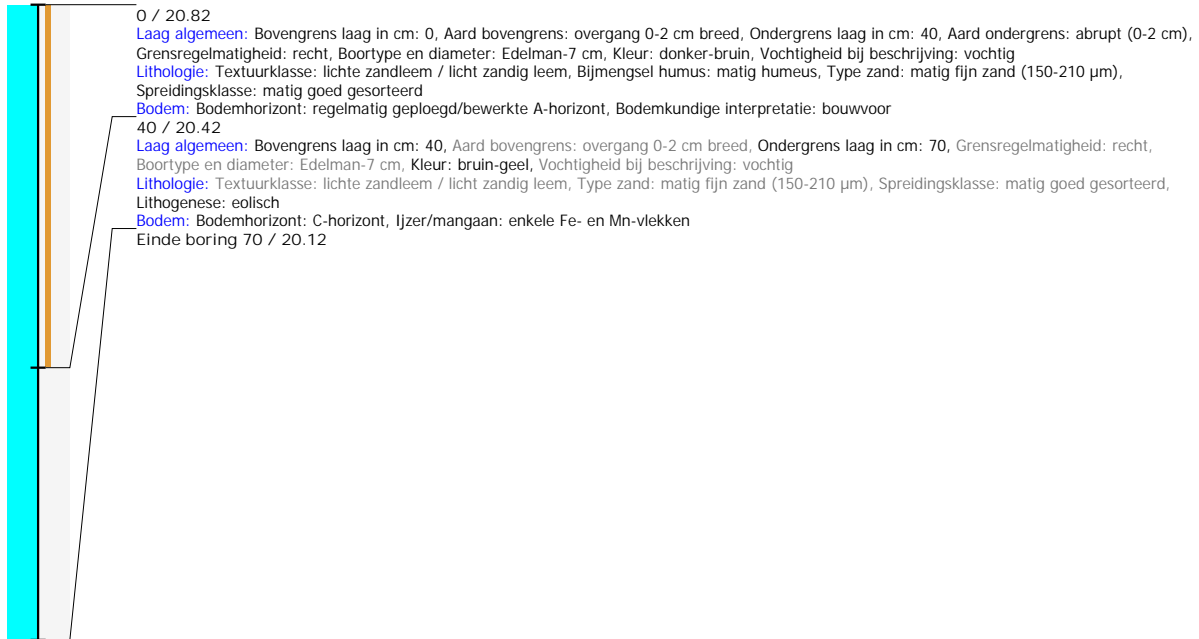 0 / 20.82
Laag algemeen: Bovengrens laag in cm: 0, Aard bovengrens: overgang 0-2 cm breed, Ondergrens laag in cm: 40, Aard ondergrens: abrupt (0-2 cm),
Grensregelmatigheid: recht, Boortype en diameter: Edelman-7 cm, Kleur: donker-bruin, Vochtigheid bij beschrijving: vochtig
Lithologie: Textuurklasse: lichte zandleem / licht zandig leem, Bijmengsel humus: matig humeus, Type zand: matig fijn zand (150-210 µm),
Spreidingsklasse: matig goed gesorteerd
Bodem: Bodemhorizont: regelmatig geploegd/bewerkte A-horizont, Bodemkundige interpretatie: bouwvoor
40 / 20.42
Laag algemeen: Bovengrens laag in cm: 40, Aard bovengrens: overgang 0-2 cm breed, Ondergrens laag in cm: 70, Grensregelmatigheid: recht,
Boortype en diameter: Edelman-7 cm, Kleur: bruin-geel, Vochtigheid bij beschrijving: vochtig
Lithologie: Textuurklasse: lichte zandleem / licht zandig leem, Type zand: matig fijn zand (150-210 µm), Spreidingsklasse: matig goed gesorteerd,
Lithogenese: eolisch
Bodem: Bodemhorizont: C-horizont, Ijzer/mangaan: enkele Fe- en Mn-vlekken
Einde boring 70 / 20.12